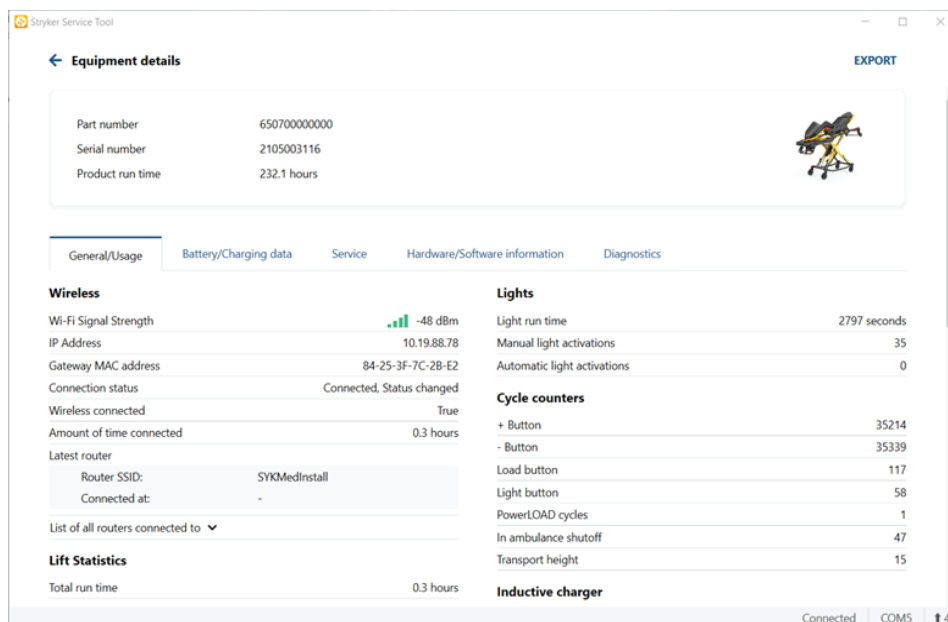 Stryker Service Tool
Equipment details
EXPORT
Part number 650700000000
Serial number 2105003116
Product run time 232.1 hours
General/Usage Battery/Charging data Service Hardware/Software information Diagnostics
Wireless
Wi-Fi Signal Strength -48 dBm
IP Address 10.19.88.78
Gateway MAC address 84-25-3F-7C-2B-E2
Connection status Connected, Status changed
Wireless connected True
Amount of time connected 0.3 hours
Latest router
Router SSID: SYKMedInstall
Connected at: -
List of all routers connected to
Lift Statistics
Total run time 0.3 hours
Lights
Light run time 2797 seconds
Manual light activations 35
Automatic light activations 0
Cycle counters
+ Button 35214
- Button 35339
Load button 117
Light button 58
PowerLOAD cycles 1
In ambulance shutoff 47
Transport height 15
Inductive charger
Connected COM5